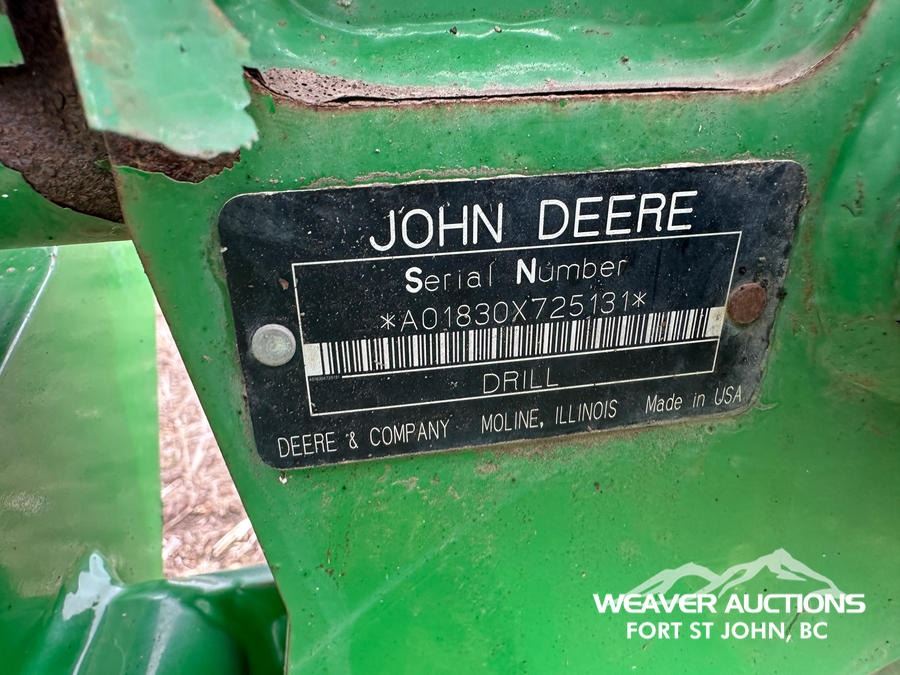 JOHN DEERE
Serial Number
*A01830X725131*
DRILL
DEERE & COMPANY MOLINE, ILLINOIS Made in USA
WEAVER AUCTIONS
FORT ST JOHN, BC